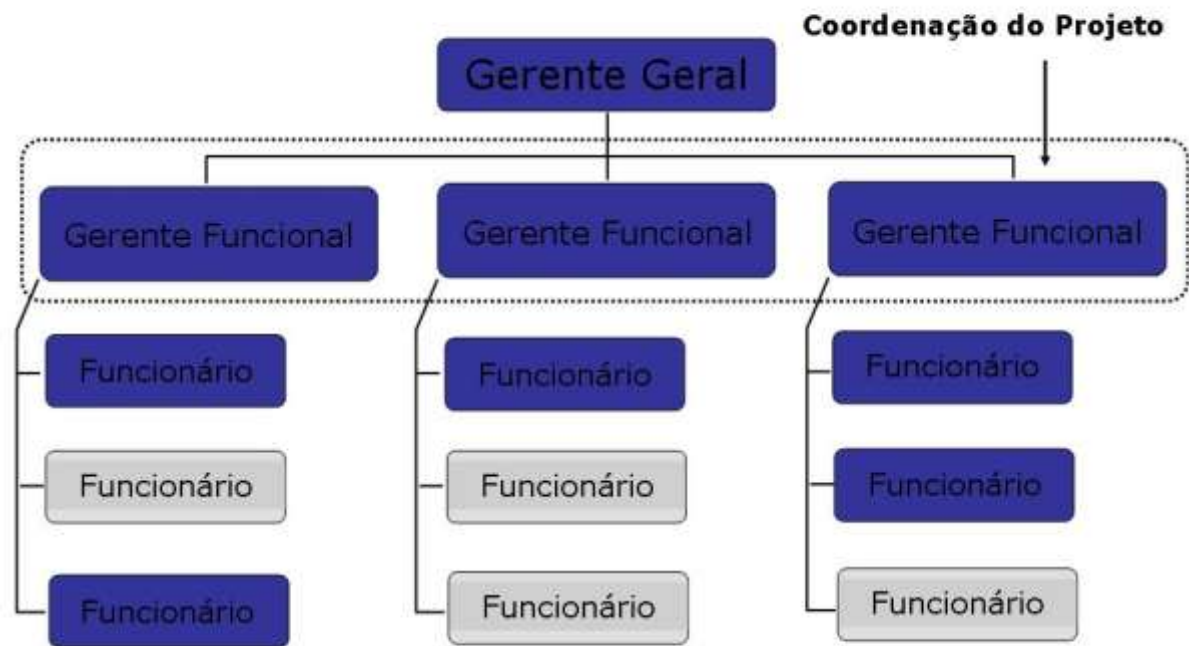 Coordenação do Projeto
Gerente Geral
Gerente Funcional
Gerente Funcional
Gerente Funcional
Funcionário
Funcionário
Funcionário
Funcionário
Funcionário
Funcionário
Funcionário
Funcionário
Funcionário